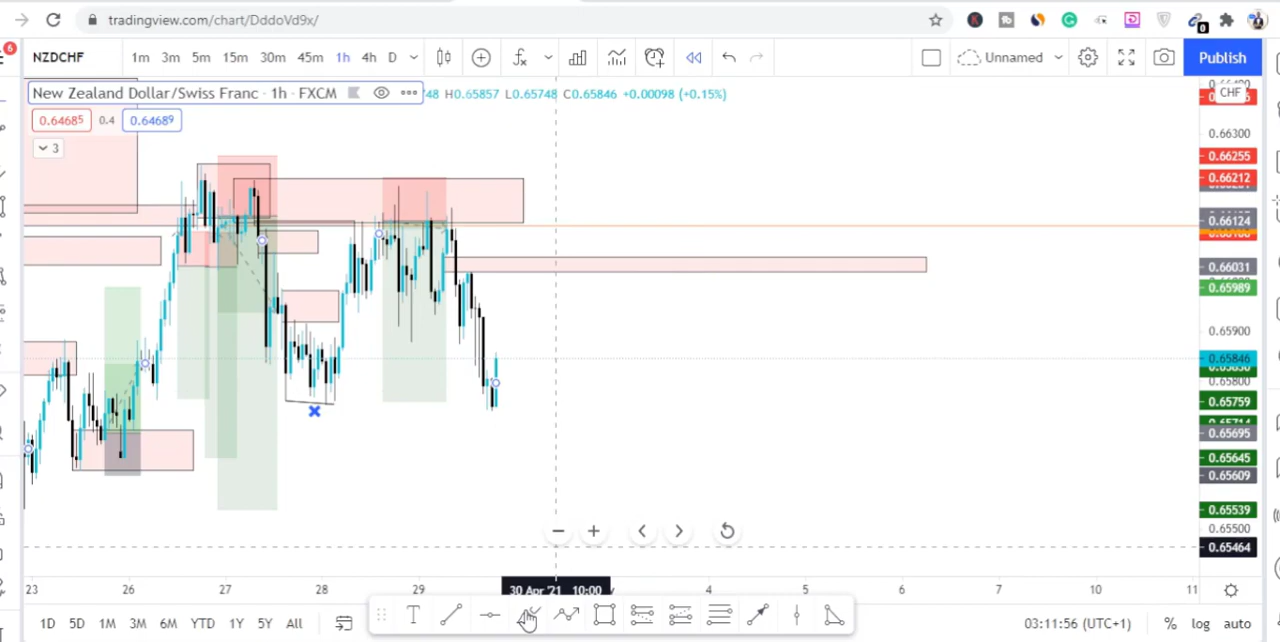 tradingview.com/chart/DddoVd9x/
0
6
NZDCHF 1m 3m 5m 15m 30m 45m 1h 4h D Unnamed Publish
New Zealand Dollar/Swiss Franc · 1h · FXCM 48 H0.65857 L0.65748 C0.65846 +0.00098 (+0.15%)
CHF
0.64685 0.4 0.64689
3
0.66300
0.66255
0.66212
0.66124
0.66031
0.65989
0.65900
0.65846
0.65800
0.65759
0.65695
0.65645
0.65609
0.65539
0.65500
0.65464
23 26 27 28 29 30 Apr '21 10:00 4 5 6 7 10 11
1D 5D 1M 3M 6M YTD 1Y 5Y All T 03:11:56 (UTC+1) % log auto